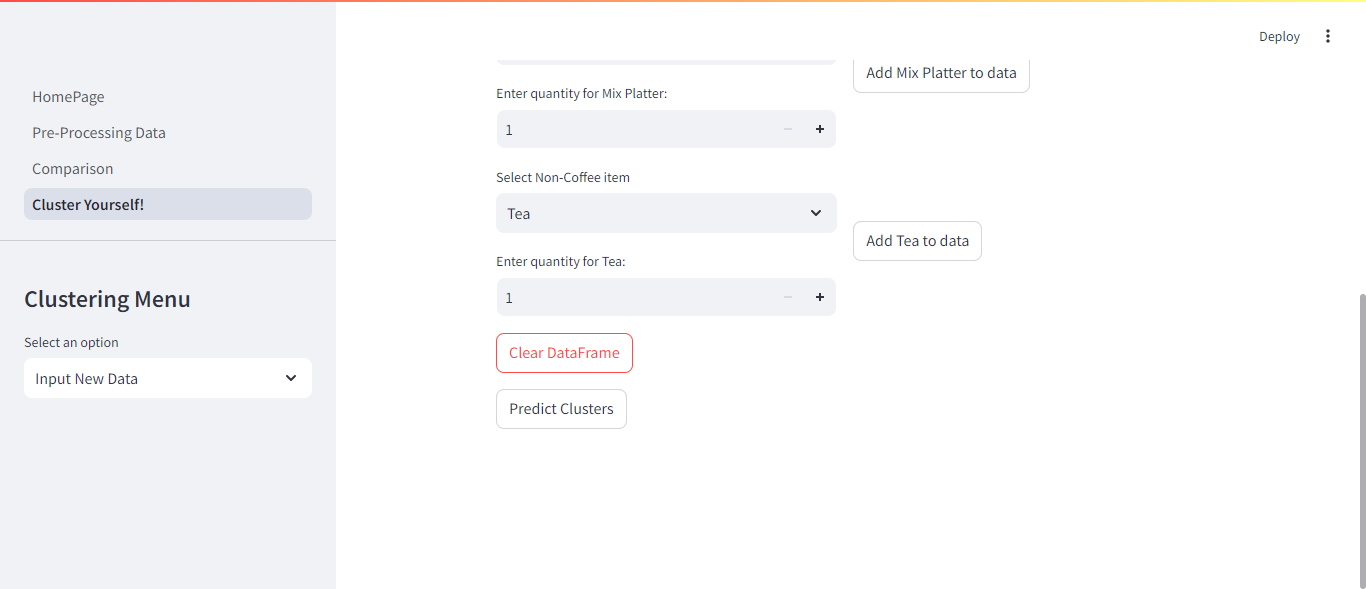 Deploy
HomePage
Pre-Processing Data
Comparison
Cluster Yourself!
Clustering Menu
Select an option
Input New Data
Add Mix Platter to data
Enter quantity for Mix Platter:
1
Select Non-Coffee item
Tea
Add Tea to data
Enter quantity for Tea:
1
Clear DataFrame
Predict Clusters